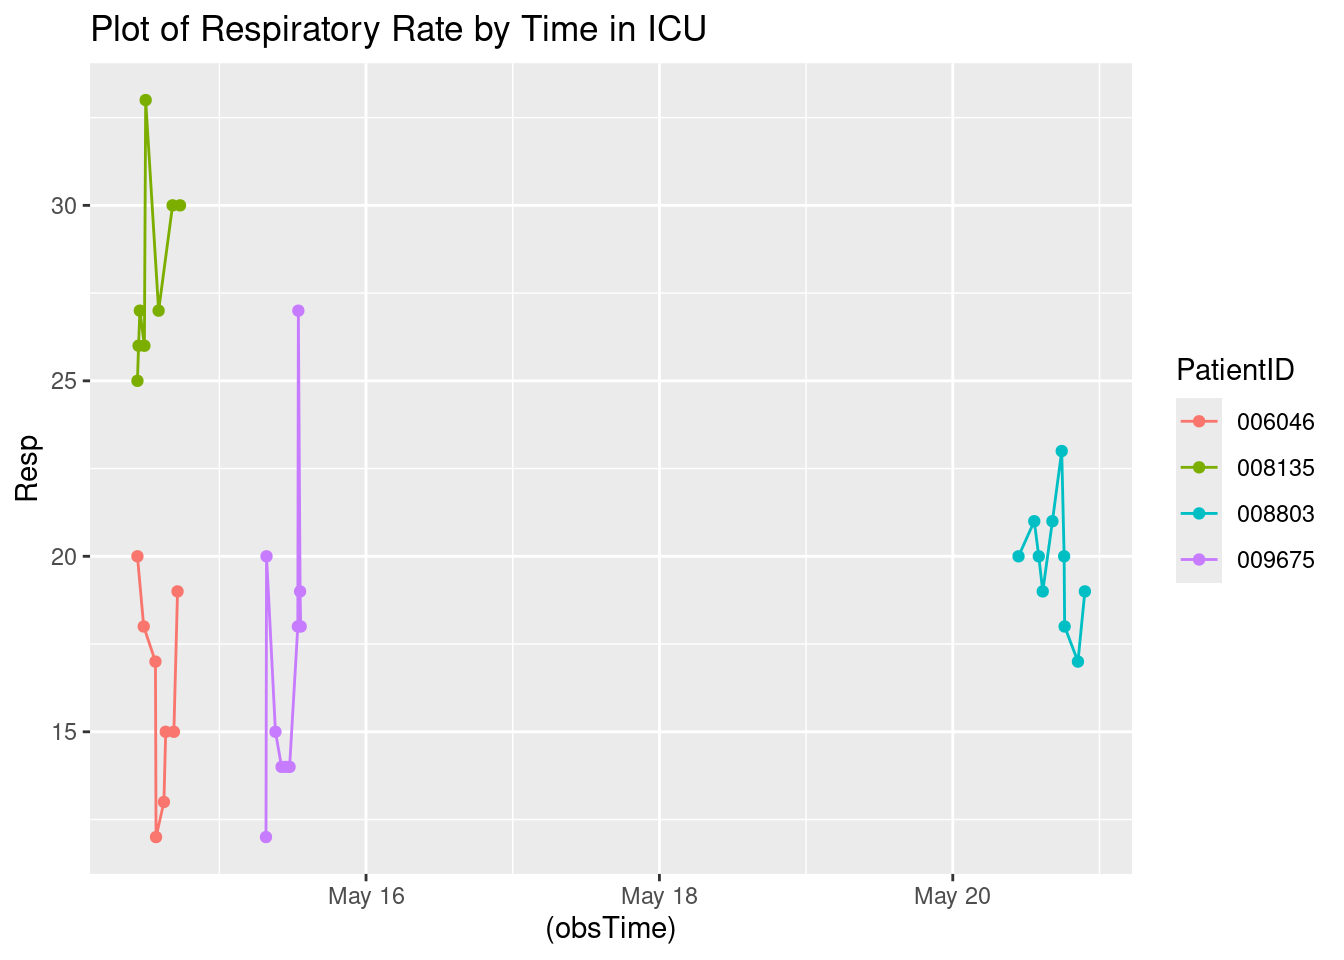 Plot of Respiratory Rate by Time in ICU
30
25
20
15
Resp
May 16
May 18
May 20
(obsTime)
PatientID
006046
008135
008803
009675